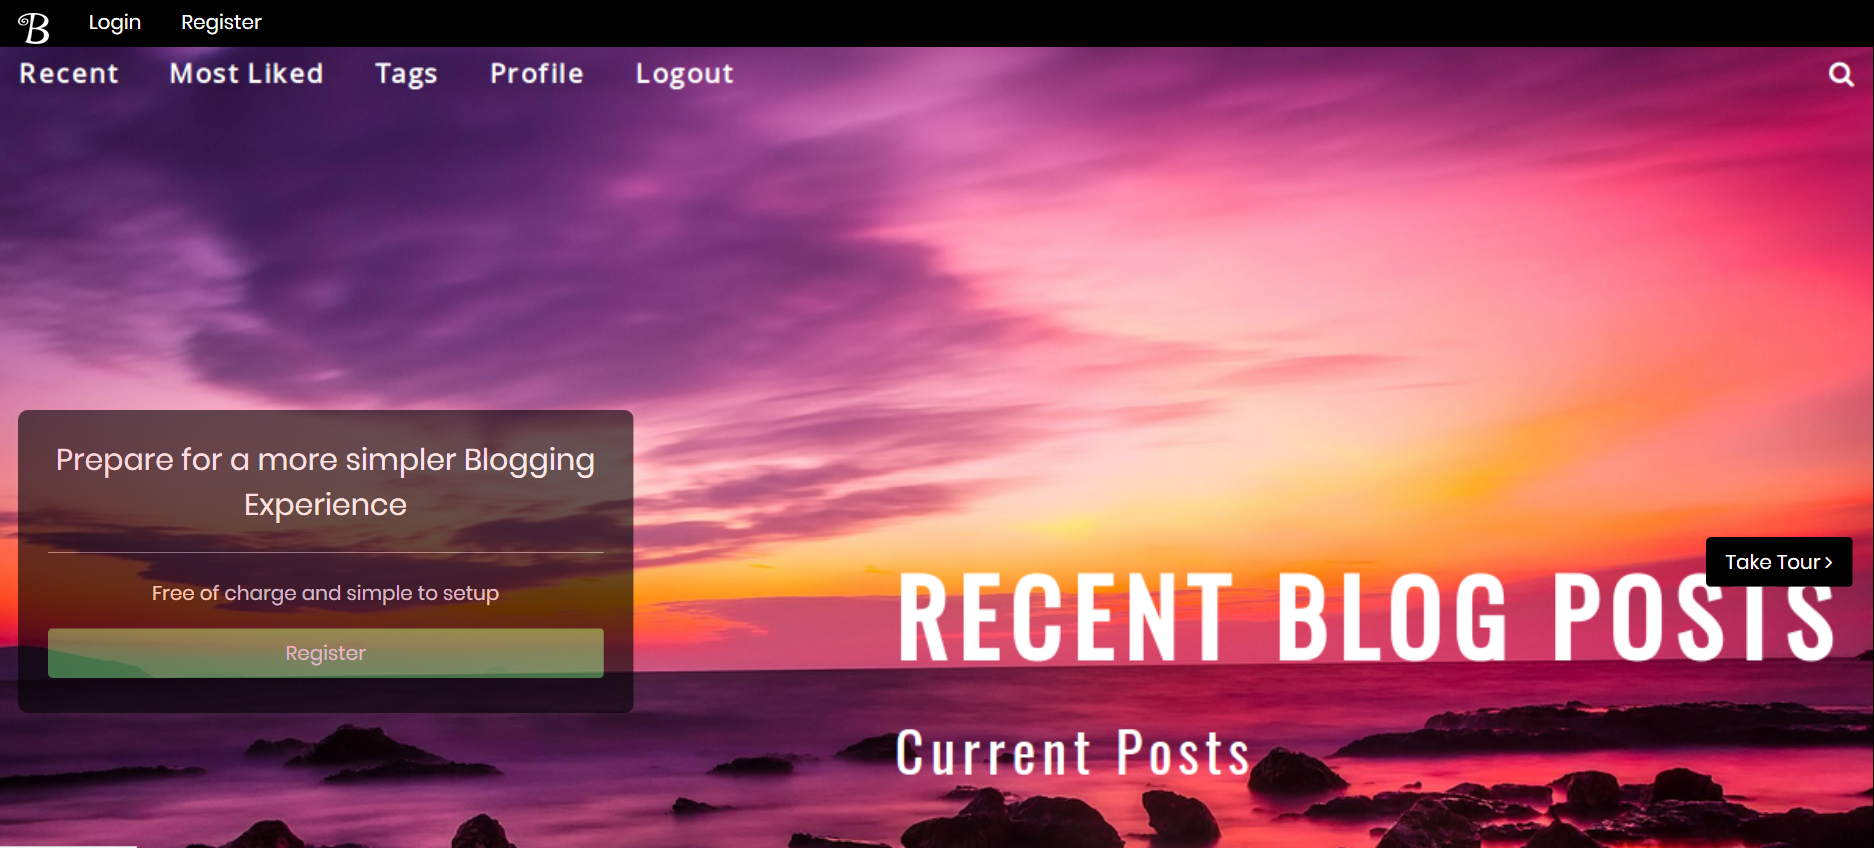 B Login Register
Recent Most Liked Tags Profile Logout
Prepare for a more simpler Blogging
Experience
Free of charge and simple to setup
Register
Take Tour >
RECENT BLOG POSTS
Current Posts